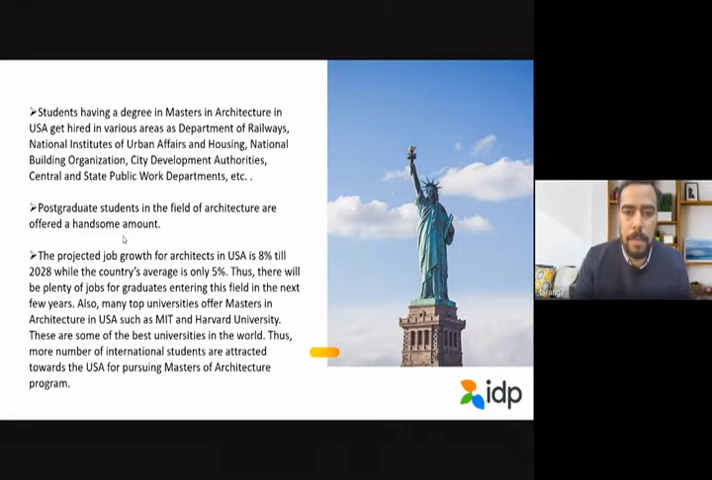 ➢Students having a degree in Masters in Architecture in
USA get hired in various areas as Department of Railways,
National Institutes of Urban Affairs and Housing, National
Building Organization, City Development Authorities,
Central and State Public Work Departments, etc. .
➢Postgraduate students in the field of architecture are
offered a handsome amount.
➢The projected job growth for architects in USA is 8% till
2028 while the country's average is only 5%. Thus, there will
be plenty of jobs for graduates entering this field in the next
few years. Also, many top universities offer Masters in
Architecture in USA such as MIT and Harvard University.
These are some of the best universities in the world. Thus,
more number of international students are attracted
towards the USA for pursuing Masters of Architecture
program.
idp